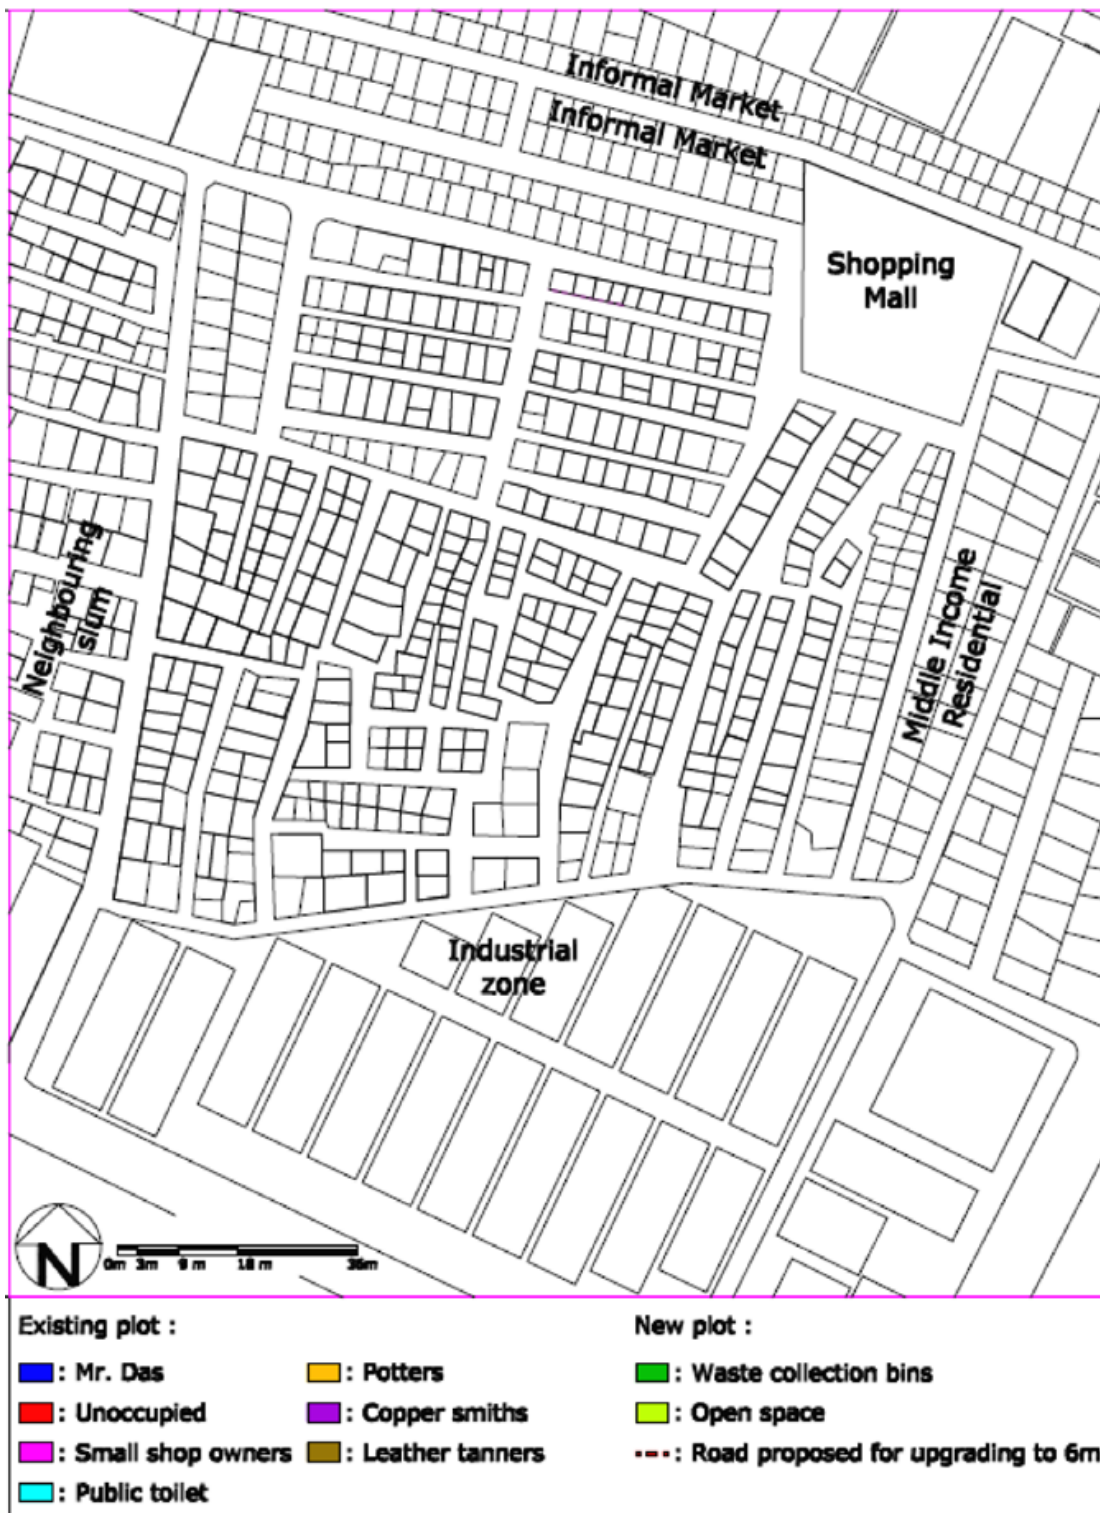 Informal Market
Informal Market
Shopping
Mall
Neighbouring
slum
Middle Income
Residential
Industrial
zone
N
0m 3m 9 m 18 m 36m
Existing plot :
New plot :
: Mr. Das
: Potters
: Waste collection bins
: Unoccupied
: Copper smiths
: Open space
: Small shop owners
: Leather tanners
: Road proposed for upgrading to 6m
: Public toilet